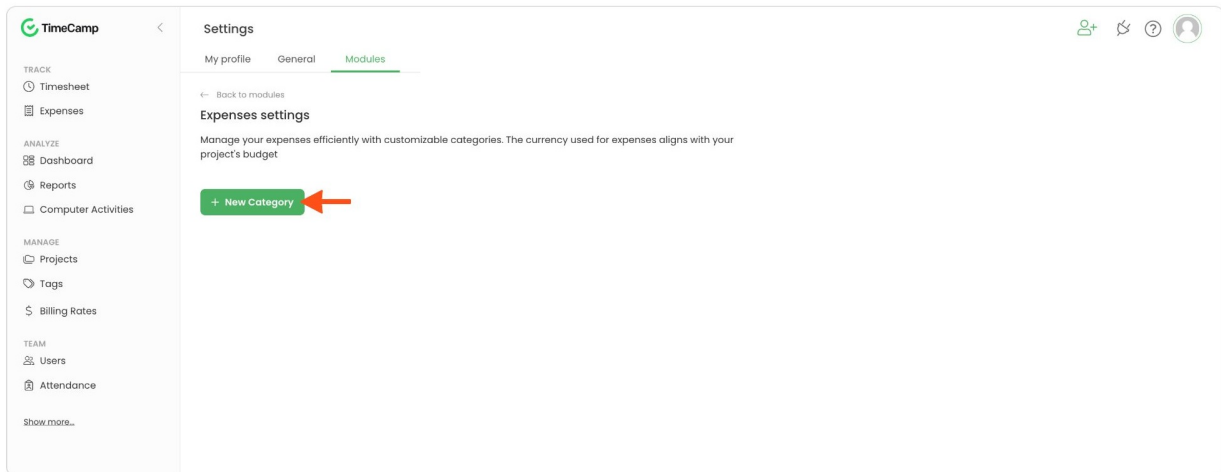 TimeCamp
TRACK
Timesheet
Expenses
ANALYZE
Dashboard
Reports
Computer Activities
MANAGE
Projects
Tags
Billing Rates
TEAM
Users
Attendance
Show more...
Settings
My profile General Modules
← Back to modules
Expenses settings
Manage your expenses efficiently with customizable categories. The currency used for expenses aligns with your
project's budget
+ New Category